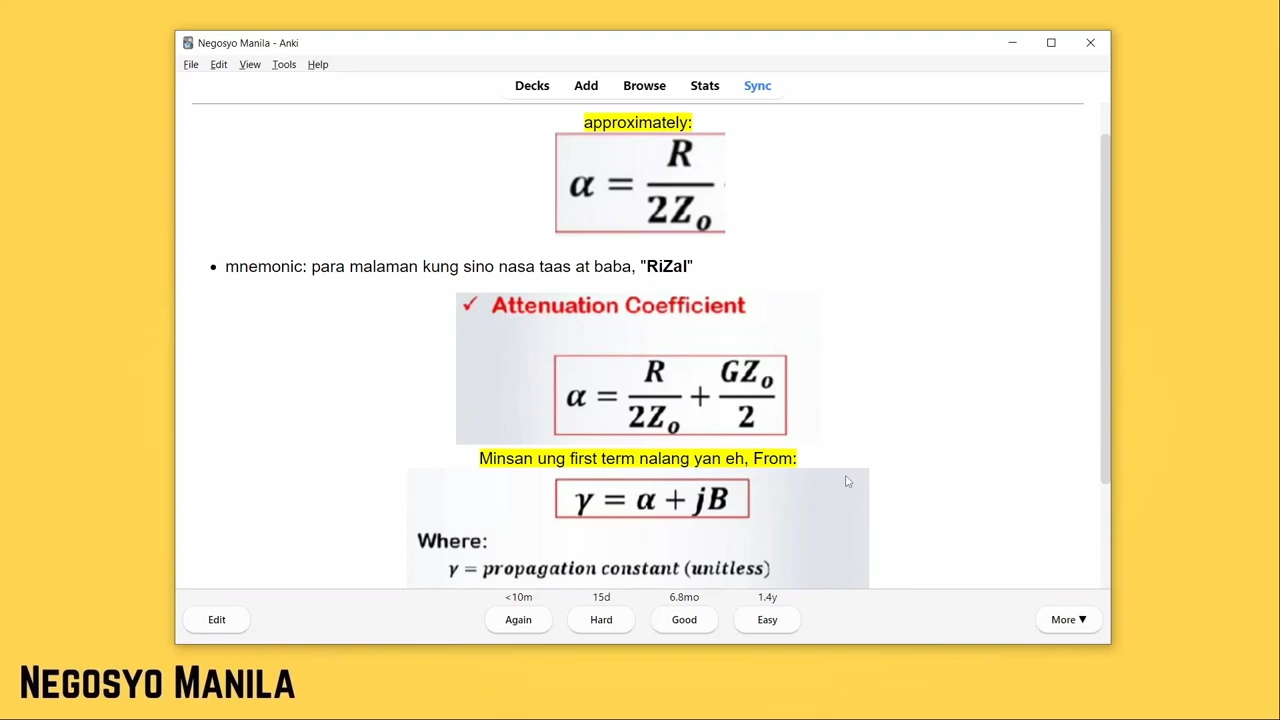 Negosyo Manila - Anki
File Edit View Tools Help
Decks Add Browse Stats Sync
approximately:
α = R / 2Zₒ
• mnemonic: para malaman kung sino nasa taas at baba, "RiZal"
✓ Attenuation Coefficient
α = R / 2Zₒ + GZₒ / 2
Minsan ung first term nalang yan eh, From:
γ = α + jB
Where:
γ = propagation constant (unitless)
<10m 15d 6.8mo 1.4y
Edit Again Hard Good Easy More ▼
NEGOSYO MANILA